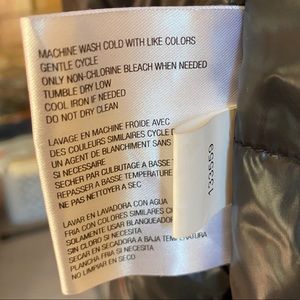 MACHINE WASH COLD WITH LIKE COLORS
GENTLE CYCLE
ONLY NON-CHLORINE BLEACH WHEN NEEDED
TUMBLE DRY LOW
COOL IRON IF NEEDED
DO NOT DRY CLEAN
LAVAGE EN MACHINE FROIDE AVEC
DES COULEURS SIMILAIRES CYCLE D
UN AGENT DE BLANCHIMENT SANS
SI NECESSAIRE
SECHER PAR CULBUTAGE A BASSE T
REPASSER A BASSE TEMPERATURE
NE PAS NETTOYER A SEC
LAVAR EN LAVADORA CON AGUA
FRIA CON COLORES SIMILARES C
SOLAMENTE USAR BLANQUEADOR
SIN CLORO SI NECESARIO
SECAR EN SECADORA A BAJA TEMPERATURA
PLANCHA FRIA SI ES NECESARIO
NO LIMPIAR EN SECO
133559